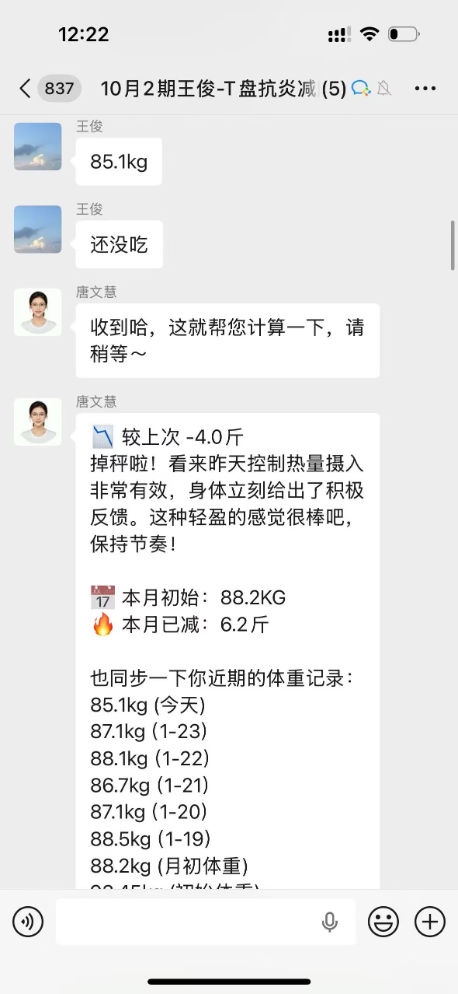 12:22
837
10月2期王俊-T盘抗炎减 (5)
王俊
85.1kg
王俊
还没吃
唐文慧
收到哈，这就帮您计算一下，请
稍等～
唐文慧
📉 较上次 -4.0斤
掉秤啦！看来昨天控制热量摄入
非常有效，身体立刻给出了积极
反馈。这种轻盈的感觉很棒吧，
保持节奏！
📅 本月初始：88.2KG
🔥 本月已减：6.2斤
也同步一下你近期的体重记录：
85.1kg (今天)
87.1kg (1-23)
88.1kg (1-22)
86.7kg (1-21)
87.1kg (1-20)
88.5kg (1-19)
88.2kg (月初体重)